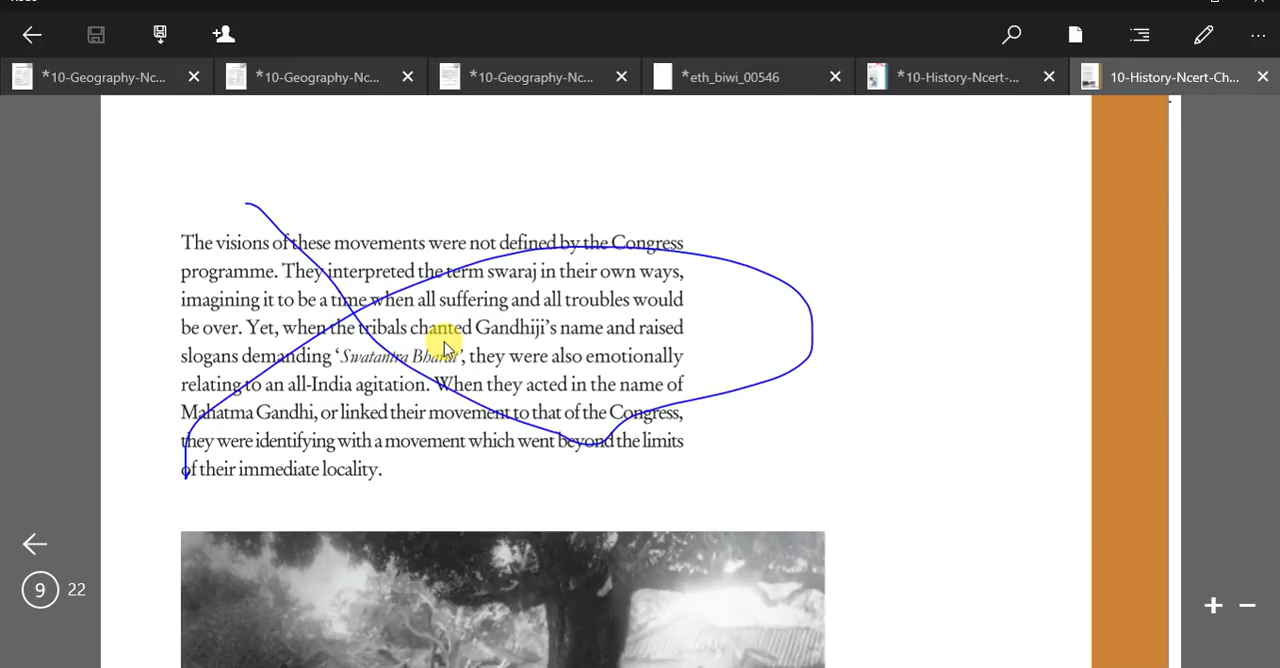 *10-Geography-Nc... *10-Geography-Nc... *10-Geography-Nc... *eth_biwi_00546 *10-History-Ncert-... 10-History-Ncert-Ch...
The visions of these movements were not defined by the Congress
programme. They interpreted the term swaraj in their own ways,
imagining it to be a time when all suffering and all troubles would
be over. Yet, when the tribals chanted Gandhiji’s name and raised
slogans demanding ‘Swatantra Bharat’, they were also emotionally
relating to an all-India agitation. When they acted in the name of
Mahatma Gandhi, or linked their movement to that of the Congress,
they were identifying with a movement which went beyond the limits
of their immediate locality.
9 22